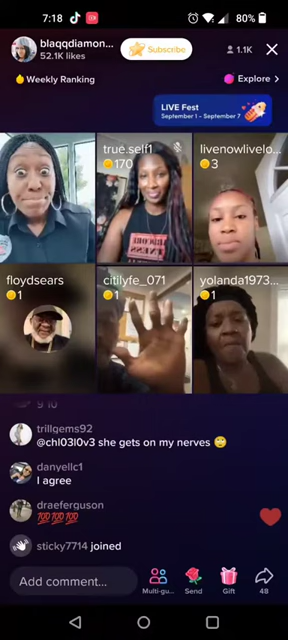 7:18
80%
blaqqdiamon...
52.1K likes
Subscribe
1.1K
Weekly Ranking
Explore >
LIVE Fest
September 1 - September 7
true.self1
170
livenowlivelo...
3
floydsears
1
citilyfe_071
1
yolanda1973...
1
trillgems92
@chl03l0v3 she gets on my nerves 🙄
danyellc1
I agree
draeferguson
💯💯💯
sticky7714 joined
Add comment...
Multi-gu...
Send
Gift
48